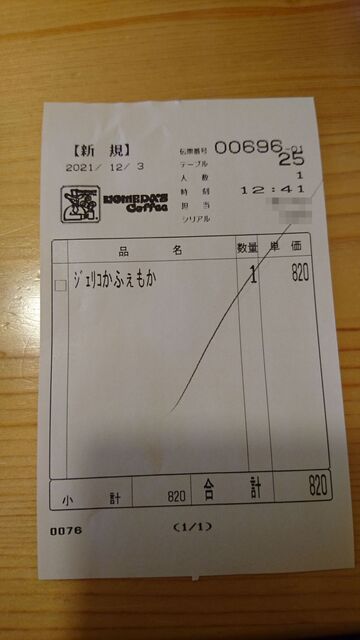 【新 規】
2021/ 12/ 3
伝票番号 00696-01
テーブル 25
人 数 1
時 刻 12:41
担 当
シリアル
KOMEDA'S
Coffee
品 名 数量 単 価
ｼﾞｪﾘｺかふぇもか 1 820
小 計 820 合 計 820
0076 (1/1)